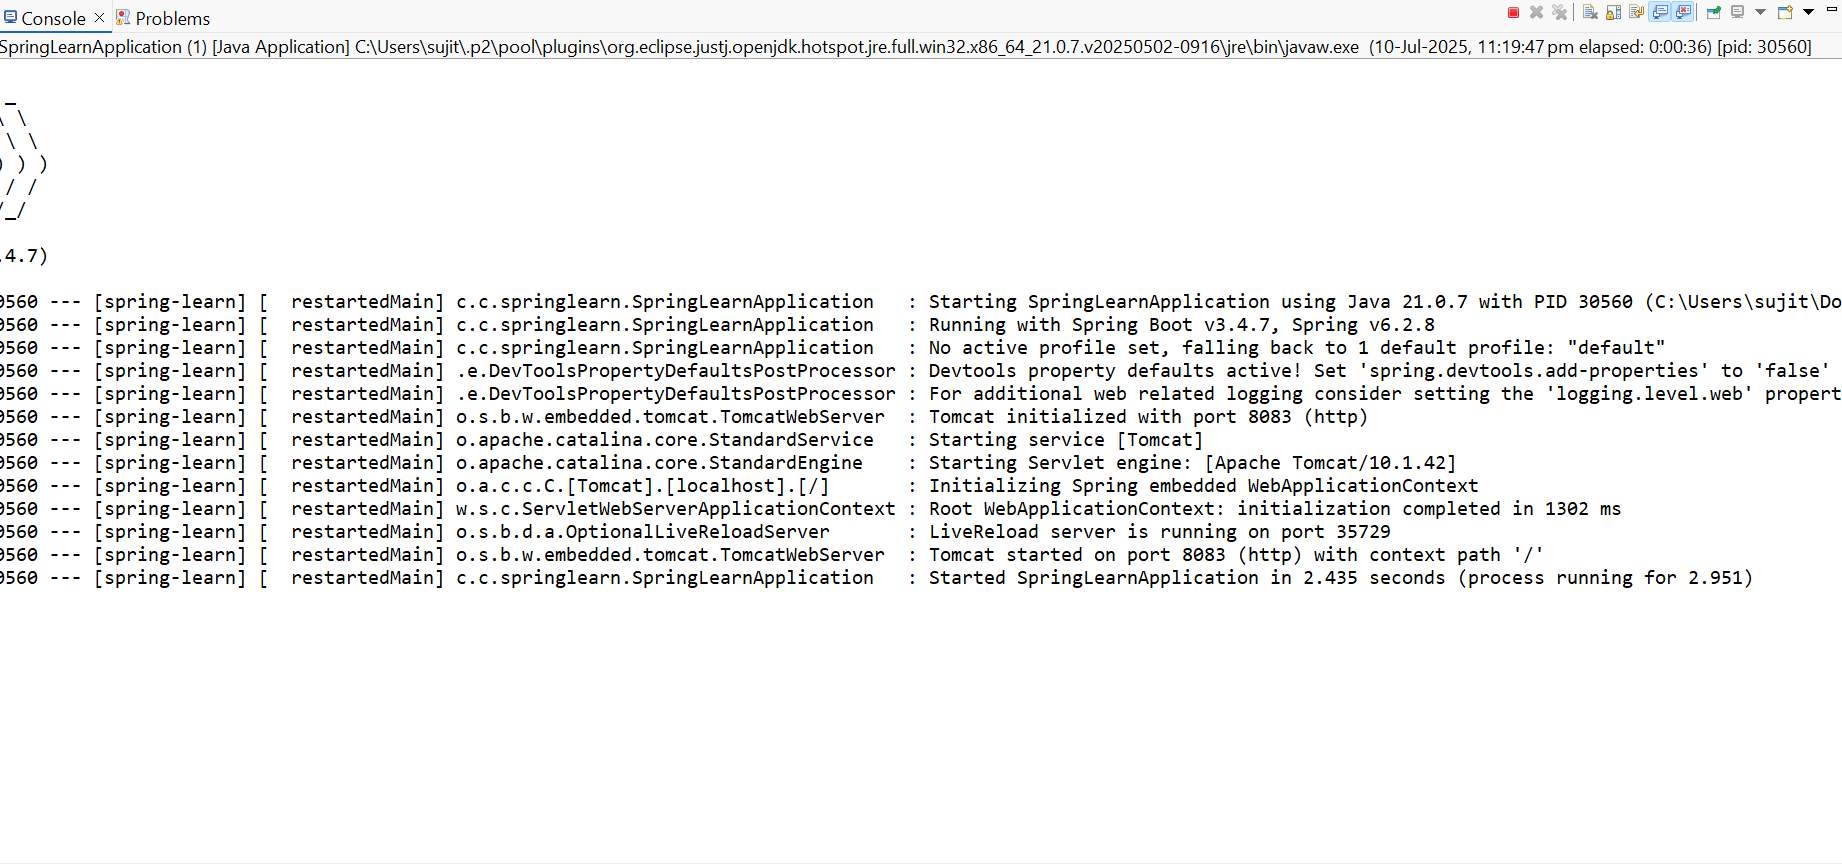 Console × Problems
SpringLearnApplication (1) [Java Application] C:\Users\sujit\.p2\pool\plugins\org.eclipse.justj.openjdk.hotspot.jre.full.win32.x86_64_21.0.7.v20250502-0916\jre\bin\javaw.exe (10-Jul-2025, 11:19:47 pm elapsed: 0:00:36) [pid: 30560]
_
\ \
\ \
) ) )
/ /
/_/
.4.7)
0560 --- [spring-learn] [  restartedMain] c.c.springlearn.SpringLearnApplication   : Starting SpringLearnApplication using Java 21.0.7 with PID 30560 (C:\Users\sujit\Do
0560 --- [spring-learn] [  restartedMain] c.c.springlearn.SpringLearnApplication   : Running with Spring Boot v3.4.7, Spring v6.2.8
0560 --- [spring-learn] [  restartedMain] c.c.springlearn.SpringLearnApplication   : No active profile set, falling back to 1 default profile: "default"
0560 --- [spring-learn] [  restartedMain] .e.DevToolsPropertyDefaultsPostProcessor : Devtools property defaults active! Set 'spring.devtools.add-properties' to 'false'
0560 --- [spring-learn] [  restartedMain] .e.DevToolsPropertyDefaultsPostProcessor : For additional web related logging consider setting the 'logging.level.web' propert
0560 --- [spring-learn] [  restartedMain] o.s.b.w.embedded.tomcat.TomcatWebServer  : Tomcat initialized with port 8083 (http)
0560 --- [spring-learn] [  restartedMain] o.apache.catalina.core.StandardService   : Starting service [Tomcat]
0560 --- [spring-learn] [  restartedMain] o.apache.catalina.core.StandardEngine    : Starting Servlet engine: [Apache Tomcat/10.1.42]
0560 --- [spring-learn] [  restartedMain] o.a.c.c.C.[Tomcat].[localhost].[/]       : Initializing Spring embedded WebApplicationContext
0560 --- [spring-learn] [  restartedMain] w.s.c.ServletWebServerApplicationContext : Root WebApplicationContext: initialization completed in 1302 ms
0560 --- [spring-learn] [  restartedMain] o.s.b.d.a.OptionalLiveReloadServer       : LiveReload server is running on port 35729
0560 --- [spring-learn] [  restartedMain] o.s.b.w.embedded.tomcat.TomcatWebServer  : Tomcat started on port 8083 (http) with context path '/'
0560 --- [spring-learn] [  restartedMain] c.c.springlearn.SpringLearnApplication   : Started SpringLearnApplication in 2.435 seconds (process running for 2.951)